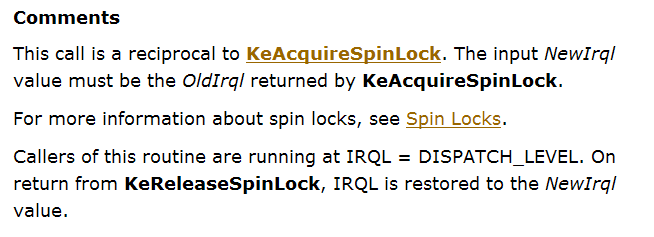 Comments
This call is a reciprocal to KeAcquireSpinLock. The input NewIrql
value must be the OldIrql returned by KeAcquireSpinLock.
For more information about spin locks, see Spin Locks.
Callers of this routine are running at IRQL = DISPATCH_LEVEL. On
return from KeReleaseSpinLock, IRQL is restored to the NewIrql
value.